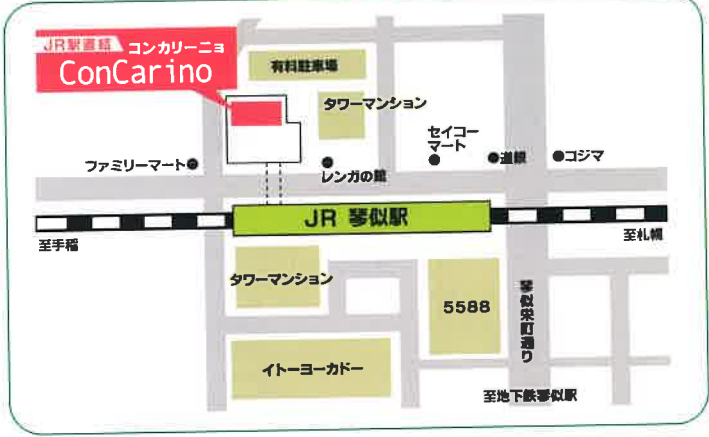 JR駅直結 コンカリーニョ
ConCarino
有料駐車場
タワーマンション
セイコー
マート
ファミリーマート
レンガの館
道銀
コジマ
JR 琴似駅
至手稲
至札幌
タワーマンション
5588
琴似栄町通り
イトーヨーカドー
至地下鉄琴似駅